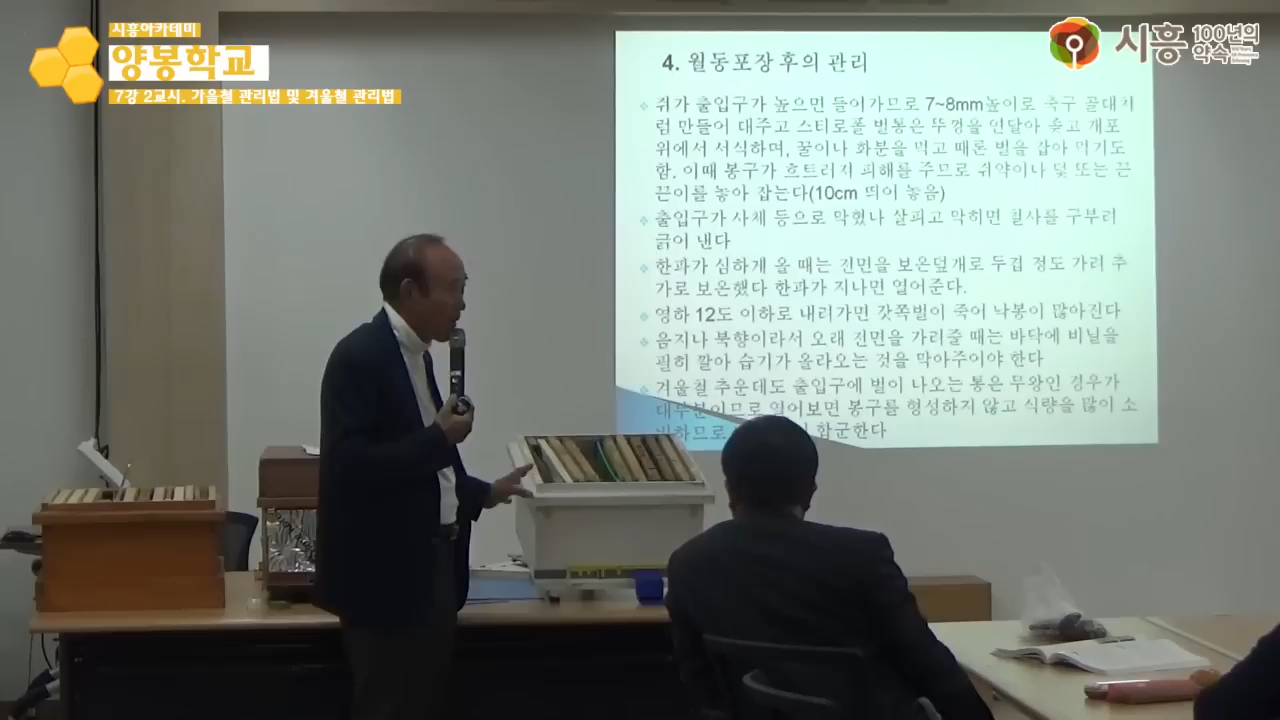 시흥아카데미
양봉학교
7강 2교시. 가을철 관리법 및 겨울철 관리법
시흥 100년의 약속
4. 월동포장후의 관리
쥐가 출입구가 높으면 들어가므로 7~8mm높이로 축구 골대처
럼 만들어 대주고 스티로폴 벌통은 뚜껑을 연달아 좆고 개포
위에서 서식하며, 꿀이나 화분을 먹고 때론 벌을 잡아 먹기도
함. 이때 봉구가 흐트러져 피해를 주므로 쥐약이나 덫 또는 끈
끈이를 놓아 잡는다(10cm 띄어 놓음)
출입구가 사체 등으로 막혔나 살피고 막히면 철사를 구부려
긁어 낸다
한파가 심하게 올 때는 전면을 보온덮개로 두겹 정도 가려 추
가로 보온했다 한파가 지나면 열어준다.
영하 12도 이하로 내려가면 갓쪽벌이 죽어 낙봉이 많아진다
음지나 북향이라서 오래 전면을 가려줄 때는 바닥에 비닐을
필히 깔아 습기가 올라오는 것을 막아주어야 한다
겨울철 추운데도 출입구에 벌이 나오는 통은 무왕인 경우가
대부분이므로 열어보면 봉구를 형성하지 않고 식량을 많이 소
비하므로 합군한다